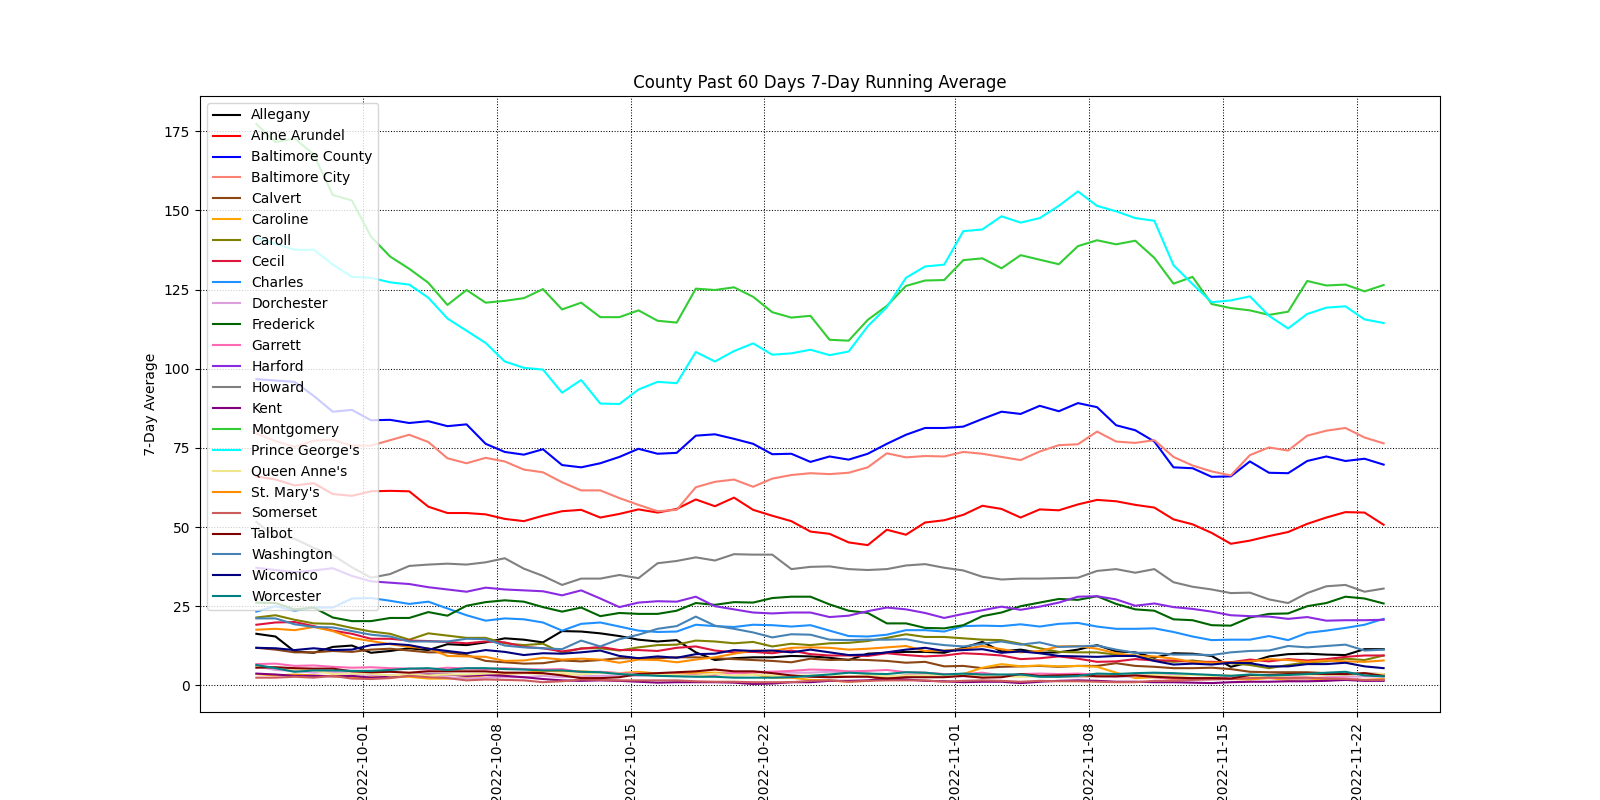 County Past 60 Days 7-Day Running Average
7-Day Average
175
150
125
100
75
50
25
0
Allegany
Anne Arundel
Baltimore County
Baltimore City
Calvert
Caroline
Caroll
Cecil
Charles
Dorchester
Frederick
Garrett
Harford
Howard
Kent
Montgomery
Prince George's
Queen Anne's
St. Mary's
Somerset
Talbot
Washington
Wicomico
Worcester
2022-10-01
2022-10-08
2022-10-15
2022-10-22
2022-11-01
2022-11-08
2022-11-15
2022-11-22